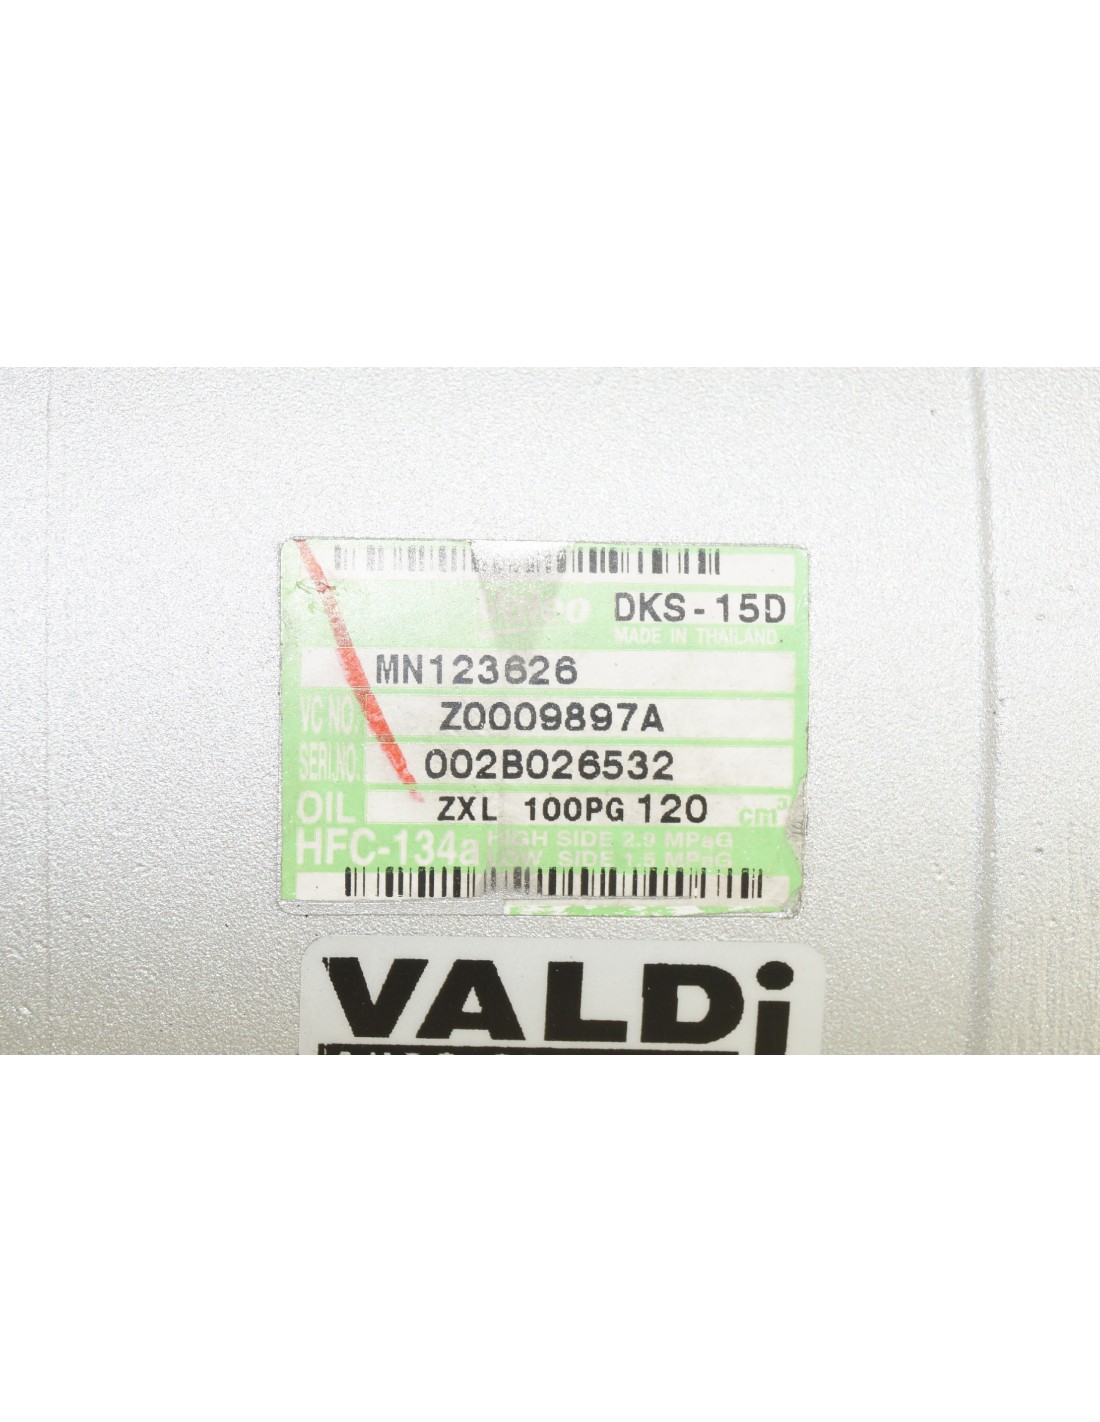 Valeo DKS-15D
MADE IN THAILAND
MN123626
VC NO. Z0009897A
SERI.NO. 002B026532
OIL ZXL 100PG 120 cm³
HFC-134a HIGH SIDE 2.9 MPaG
LOW SIDE 1.5 MPaG
VALDi